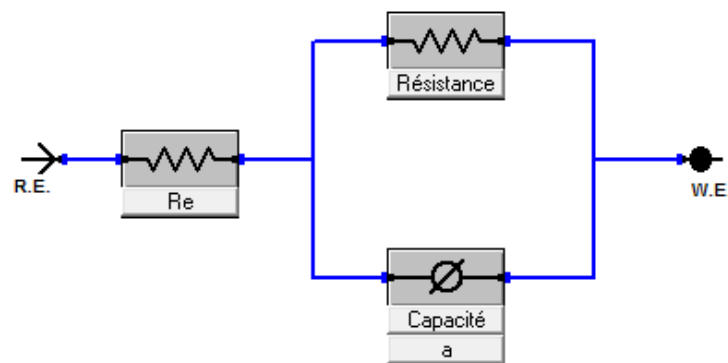 Résistance
R.E.
Re
W.E
Capacité
a